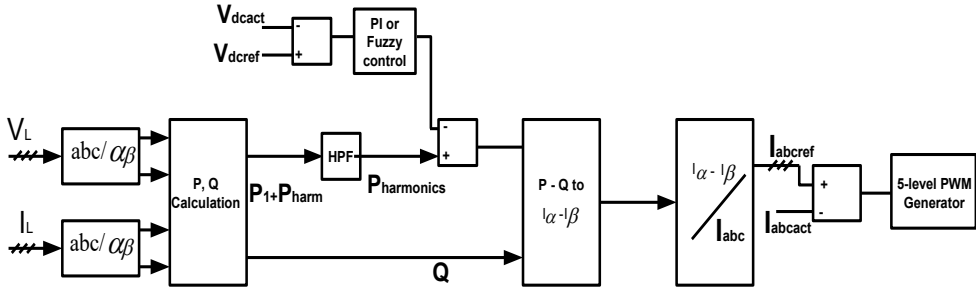 Vdcact
-
Vdcref
+
PI or
Fuzzy
control
VL
abc/αβ
IL
abc/αβ
P, Q
Calculation
P1+Pharm
HPF
Pharmonics
-
+
Q
P - Q to
Iα-Iβ
Iα - Iβ
Iabc
Iabcref
+
Iabcact
-
5-level PWM
Generator